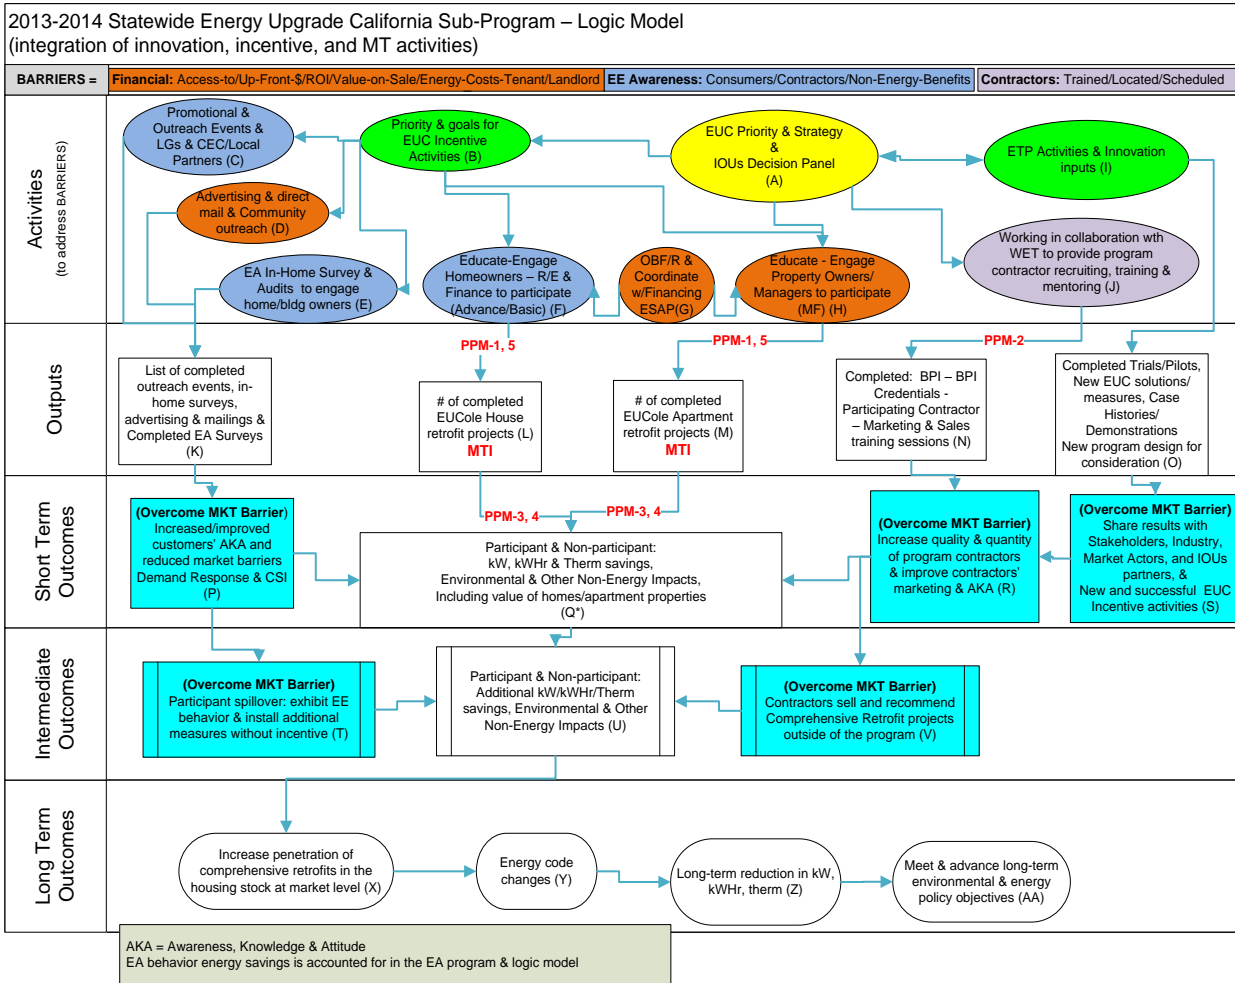 2013-2014 Statewide Energy Upgrade California Sub-Program – Logic Model
(integration of innovation, incentive, and MT activities)
BARRIERS =
Financial: Access-to/Up-Front-$/ROI/Value-on-Sale/Energy-Costs-Tenant/Landlord
EE Awareness: Consumers/Contractors/Non-Energy-Benefits
Contractors: Trained/Located/Scheduled
Activities
(to address BARRIERS)
Promotional &
Outreach Events &
LGs & CEC/Local
Partners (C)
Priority & goals for
EUC Incentive
Activities (B)
EUC Priority & Strategy
&
IOUs Decision Panel
(A)
ETP Activities & Innovation
inputs (I)
Advertising & direct
mail & Community
outreach (D)
EA In-Home Survey &
Audits to engage
home/bldg owners (E)
Educate-Engage
Homeowners – R/E &
Finance to participate
(Advance/Basic) (F)
OBF/R &
Coordinate
w/Financing
ESAP(G)
Educate - Engage
Property Owners/
Managers to participate
(MF) (H)
Working in collaboration wth
WET to provide program
contractor recruiting, training &
mentoring (J)
Outputs
PPM-1, 5
PPM-1, 5
PPM-2
List of completed
outreach events, in-
home surveys,
advertising & mailings &
Completed EA Surveys
(K)
# of completed
EUCole House
retrofit projects (L)
MTI
# of completed
EUCole Apartment
retrofit projects (M)
MTI
Completed: BPI – BPI
Credentials -
Participating Contractor
– Marketing & Sales
training sessions (N)
Completed Trials/Pilots,
New EUC solutions/
measures, Case
Histories/
Demonstrations
New program design for
consideration (O)
Short Term
Outcomes
PPM-3, 4
PPM-3, 4
(Overcome MKT Barrier)
Increased/improved
customers' AKA and
reduced market barriers
Demand Response & CSI
(P)
Participant & Non-participant:
kW, kWHr & Therm savings,
Environmental & Other Non-Energy Impacts,
Including value of homes/apartment properties
(Q*)
(Overcome MKT Barrier)
Increase quality & quantity
of program contractors
& improve contractors'
marketing & AKA (R)
(Overcome MKT Barrier)
Share results with
Stakeholders, Industry,
Market Actors, and IOUs
partners, &
New and successful EUC
Incentive activities (S)
Intermediate
Outcomes
(Overcome MKT Barrier)
Participant spillover: exhibit EE
behavior & install additional
measures without incentive (T)
Participant & Non-participant:
Additional kW/kWHr/Therm
savings, Environmental & Other
Non-Energy Impacts (U)
(Overcome MKT Barrier)
Contractors sell and recommend
Comprehensive Retrofit projects
outside of the program (V)
Long Term
Outcomes
Increase penetration of
comprehensive retrofits in the
housing stock at market level (X)
Energy code
changes (Y)
Long-term reduction in kW,
kWHr, therm (Z)
Meet & advance long-term
environmental & energy
policy objectives (AA)
AKA = Awareness, Knowledge & Attitude
EA behavior energy savings is accounted for in the EA program & logic model